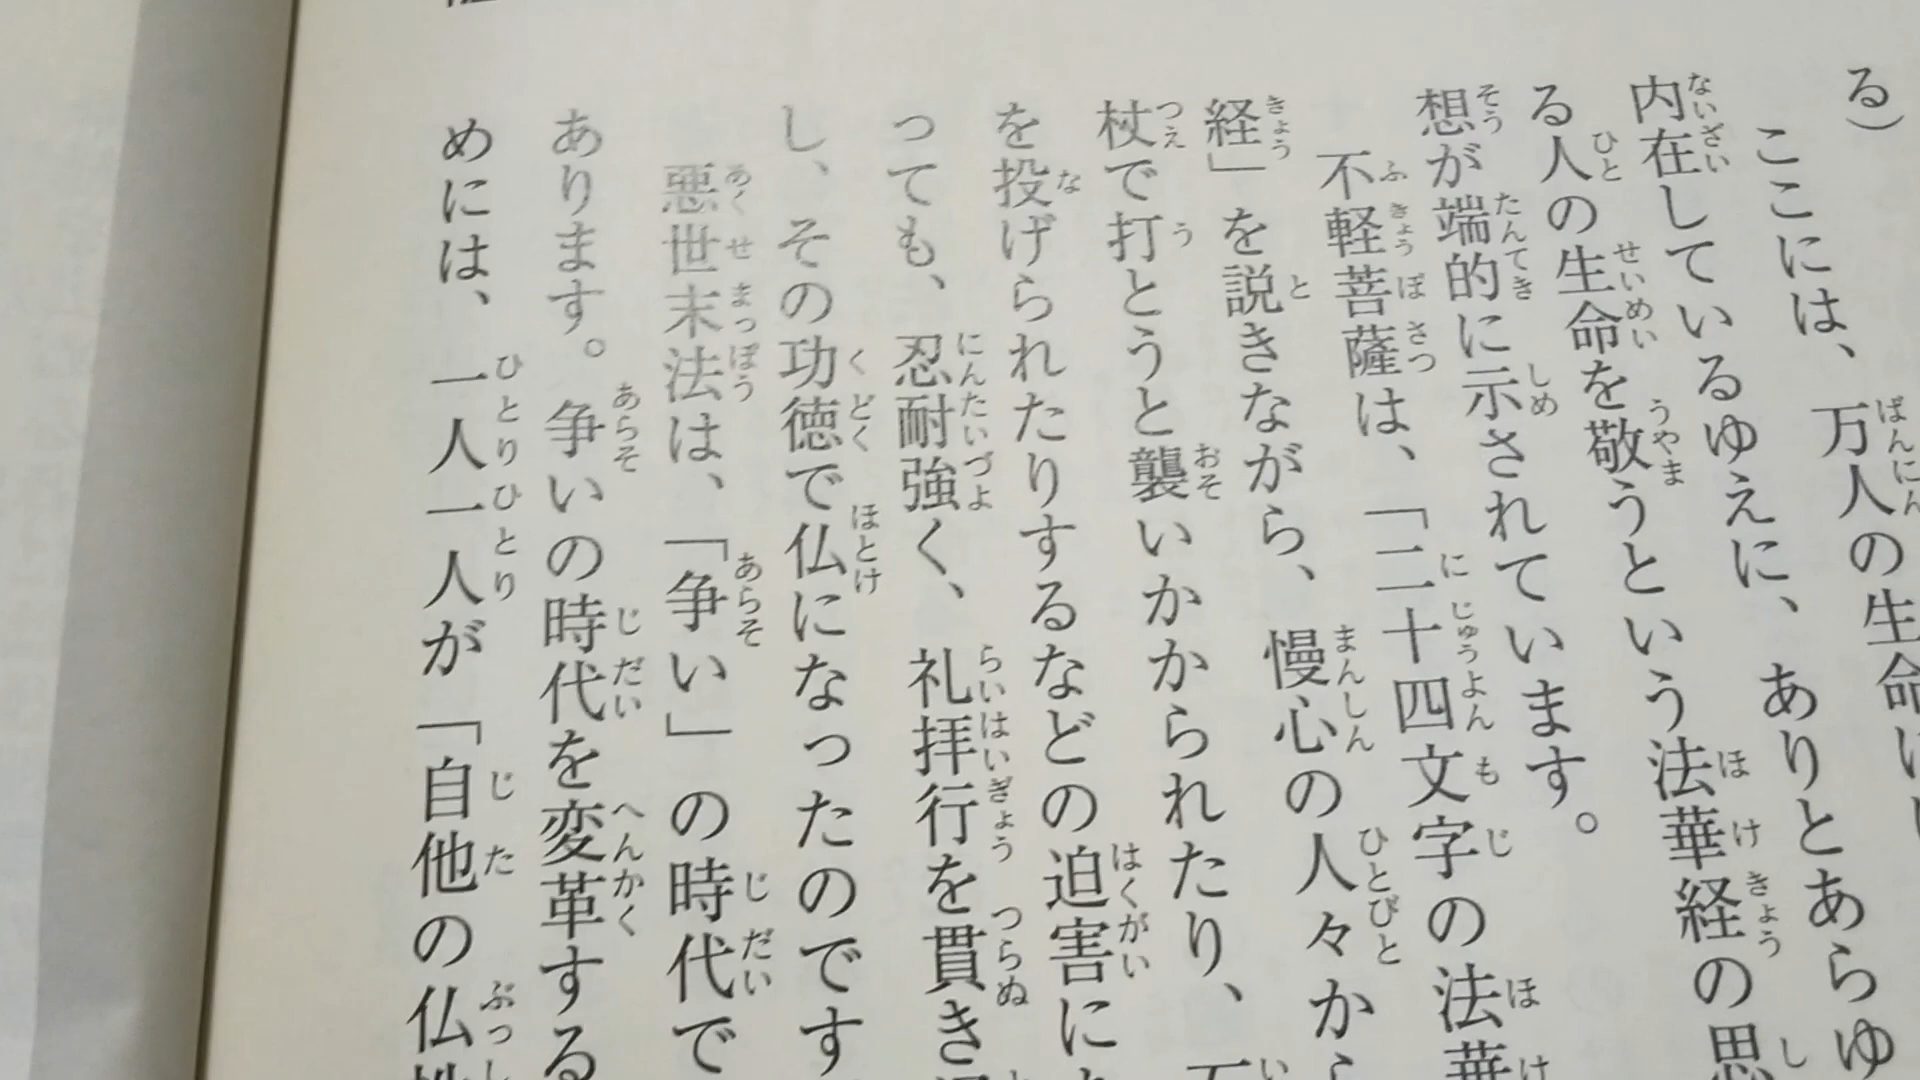 る）
ここには、万人の生命に
内在しているゆえに、ありとあらゆ
る人の生命を敬うという法華経の思
想が端的に示されています。
不軽菩薩は、「二十四文字の法華
経」を説きながら、慢心の人々から
杖で打とうと襲いかかられたり、
を投げられたりするなどの迫害に
っても、忍耐強く、礼拝行を貫き
し、その功徳で仏になったのです
悪世末法は、「争い」の時代で
あります。争いの時代を変革する
めには、一人一人が「自他の仏